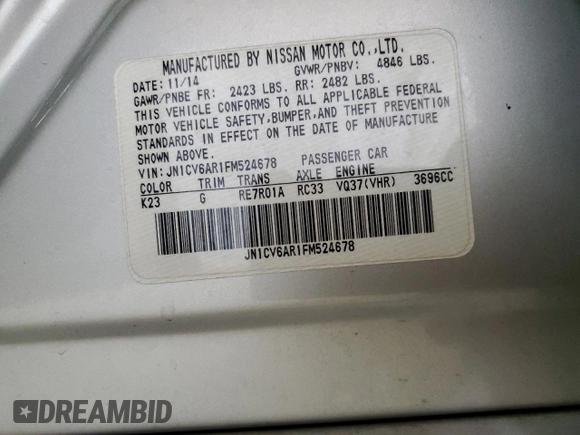 MANUFACTURED BY NISSAN MOTOR CO.,LTD.
DATE: 11/14 GVWR/PNBV: 4846 LBS.
GAWR/PNBE FR: 2423 LBS. RR: 2482 LBS.
THIS VEHICLE CONFORMS TO ALL APPLICABLE FEDERAL
MOTOR VEHICLE SAFETY,BUMPER,AND THEFT PREVENTION
STANDARDS IN EFFECT ON THE DATE OF MANUFACTURE
SHOWN ABOVE.
VIN: JN1CV6AR1FM524678 PASSENGER CAR
COLOR TRIM TRANS AXLE ENGINE
K23 G RE7R01A RC33 VQ37(VHR) 3696CC
JN1CV6AR1FM524678
DREAMBID